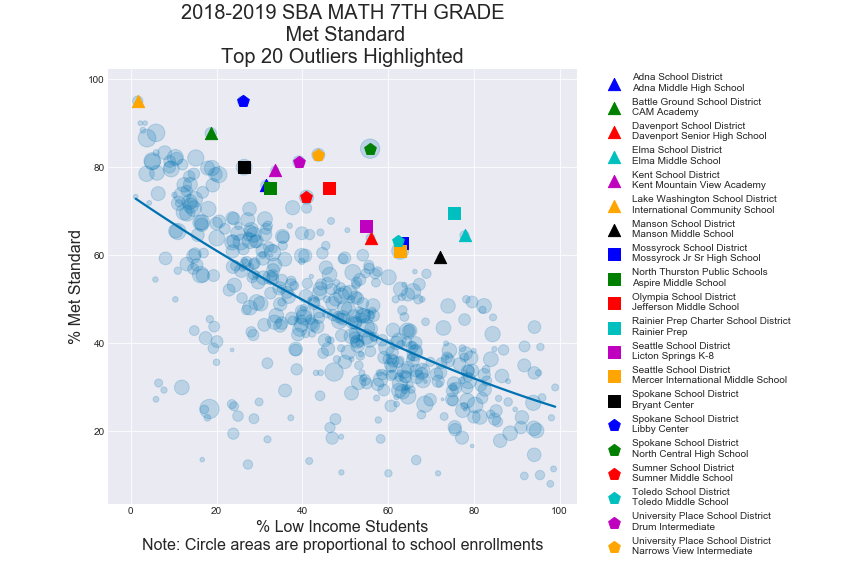 2018-2019 SBA MATH 7TH GRADE
Met Standard
Top 20 Outliers Highlighted
% Met Standard
100
80
60
40
20
0
20
40
60
80
100
% Low Income Students
Note: Circle areas are proportional to school enrollments
Adna School District
Adna Middle High School
Battle Ground School District
CAM Academy
Davenport School District
Davenport Senior High School
Elma School District
Elma Middle School
Kent School District
Kent Mountain View Academy
Lake Washington School District
International Community School
Manson School District
Manson Middle School
Mossyrock School District
Mossyrock Jr Sr High School
North Thurston Public Schools
Aspire Middle School
Olympia School District
Jefferson Middle School
Rainier Prep Charter School District
Rainier Prep
Seattle School District
Licton Springs K-8
Seattle School District
Mercer International Middle School
Spokane School District
Bryant Center
Spokane School District
Libby Center
Spokane School District
North Central High School
Sumner School District
Sumner Middle School
Toledo School District
Toledo Middle School
University Place School District
Drum Intermediate
University Place School District
Narrows View Intermediate